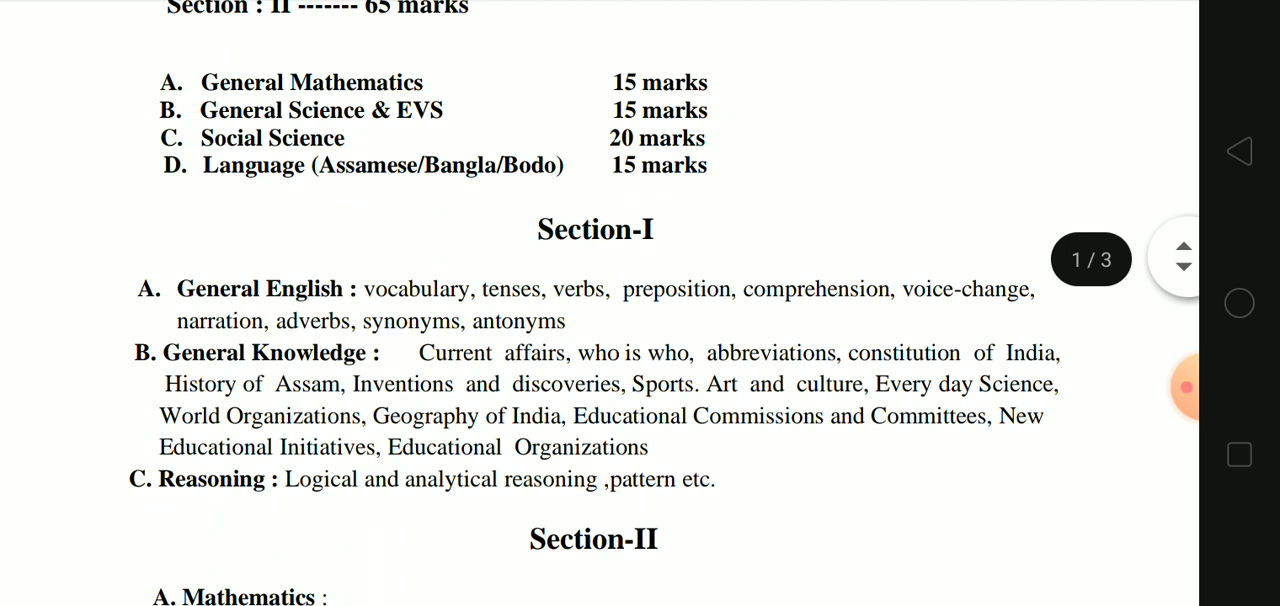 Section : II ------- 65 marks
A. General Mathematics 15 marks
B. General Science & EVS 15 marks
C. Social Science 20 marks
D. Language (Assamese/Bangla/Bodo) 15 marks
Section-I
1 / 3
A. General English : vocabulary, tenses, verbs, preposition, comprehension, voice-change,
narration, adverbs, synonyms, antonyms
B. General Knowledge : Current affairs, who is who, abbreviations, constitution of India,
History of Assam, Inventions and discoveries, Sports. Art and culture, Every day Science,
World Organizations, Geography of India, Educational Commissions and Committees, New
Educational Initiatives, Educational Organizations
C. Reasoning : Logical and analytical reasoning ,pattern etc.
Section-II
A. Mathematics :